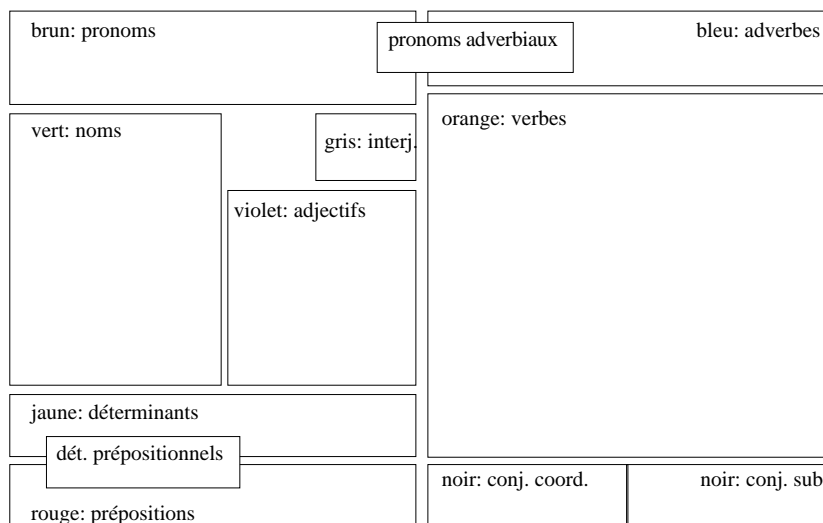 brun: pronoms
pronoms adverbiaux
bleu: adverbes
vert: noms
gris: interj.
orange: verbes
violet: adjectifs
jaune: déterminants
dét. prépositionnels
rouge: prépositions
noir: conj. coord.
noir: conj. sub